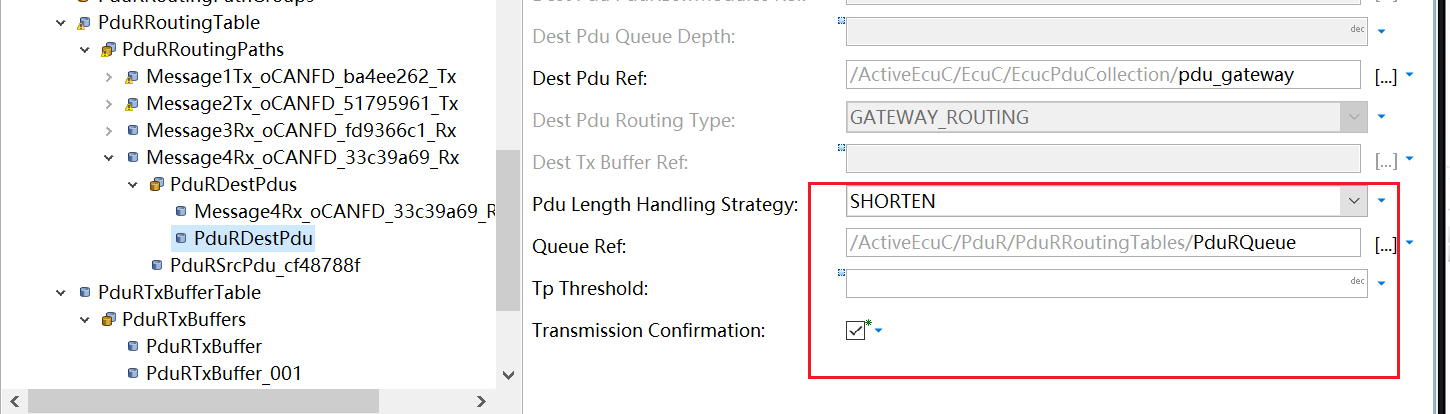 PduRRoutingPathGroups
PduRRoutingTable
PduRRoutingPaths
Message1Tx_oCANFD_ba4ee262_Tx
Message2Tx_oCANFD_51795961_Tx
Message3Rx_oCANFD_fd9366c1_Rx
Message4Rx_oCANFD_33c39a69_Rx
PduRDestPdus
Message4Rx_oCANFD_33c39a69_R
PduRDestPdu
PduRSrcPdu_cf48788f
PduRTxBufferTable
PduRTxBuffers
PduRTxBuffer
PduRTxBuffer_001
Dest Pdu Queue Depth:
dec
Dest Pdu Ref:
/ActiveEcuC/EcuC/EcucPduCollection/pdu_gateway
[...]
Dest Pdu Routing Type:
GATEWAY_ROUTING
Dest Tx Buffer Ref:
[...]
Pdu Length Handling Strategy:
SHORTEN
Queue Ref:
/ActiveEcuC/PduR/PduRRoutingTables/PduRQueue
[...]
Tp Threshold:
dec
Transmission Confirmation: